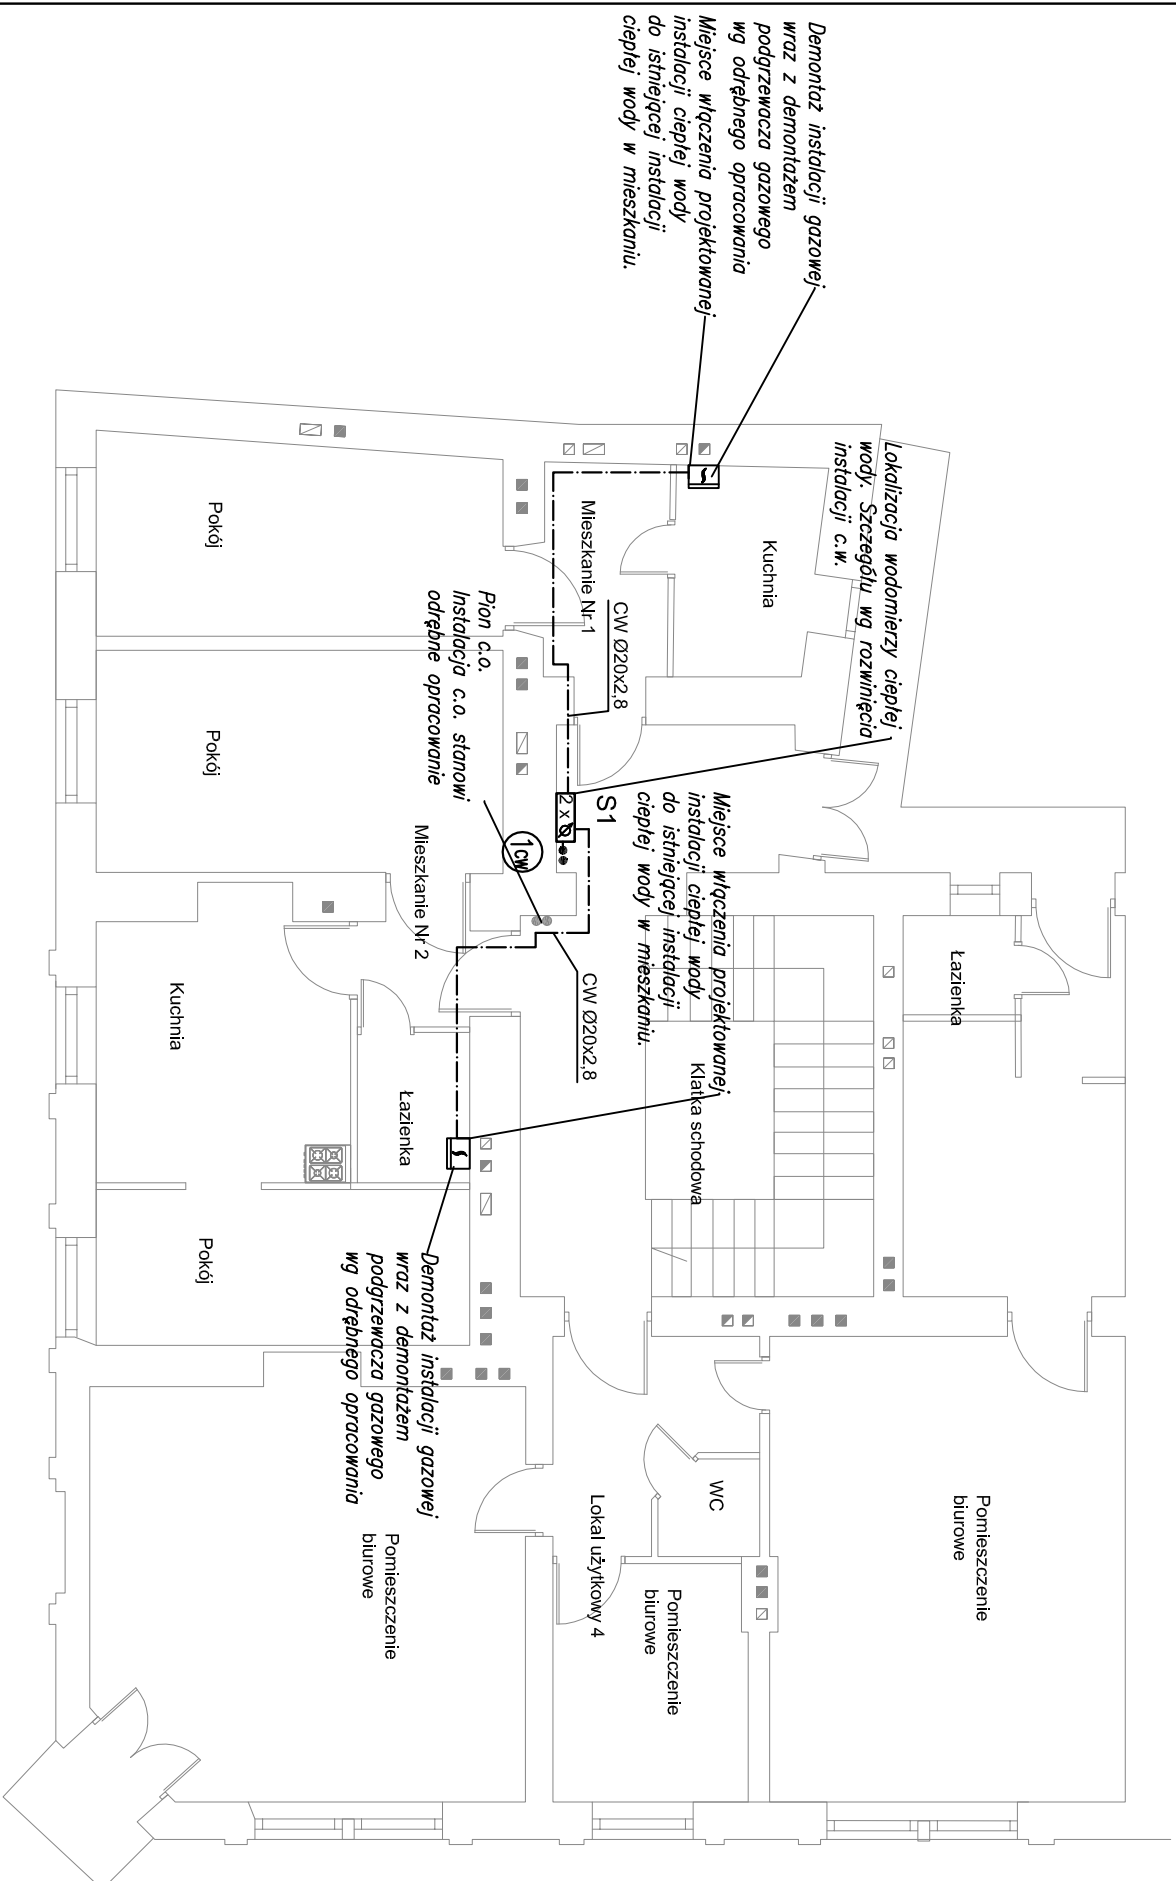 Demontaż instalacji gazowej
wraz z demontażem
podgrzewacza gazowego
wg odrębnego opracowania
Miejsce włączenia projektowanej
instalacji ciepłej wody
do istniejącej instalacji
ciepłej wody w mieszkaniu.
Lokalizacja wodomierzy ciepłej
wody. Szczegółu wg rozwinięcia
instalacji c.w.
Kuchnia
Mieszkanie Nr 1
CW Ø20x2,8
Pokój
Pion c.o.
Instalacja c.o. stanowi
odrębne opracowanie
Pokój
S1
2 x
1cw
Mieszkanie Nr 2
Miejsce włączenia projektowanej
instalacji ciepłej wody
do istniejącej instalacji
ciepłej wody w mieszkaniu.
CW Ø20x2,8
Łazienka
Klatka schodowa
Kuchnia
Łazienka
Pokój
Demontaż instalacji gazowej
wraz z demontażem
podgrzewacza gazowego
wg odrębnego opracowania
WC
Lokal użytkowy 4
Pomieszczenie
biurowe
Pomieszczenie
biurowe
Pomieszczenie
biurowe